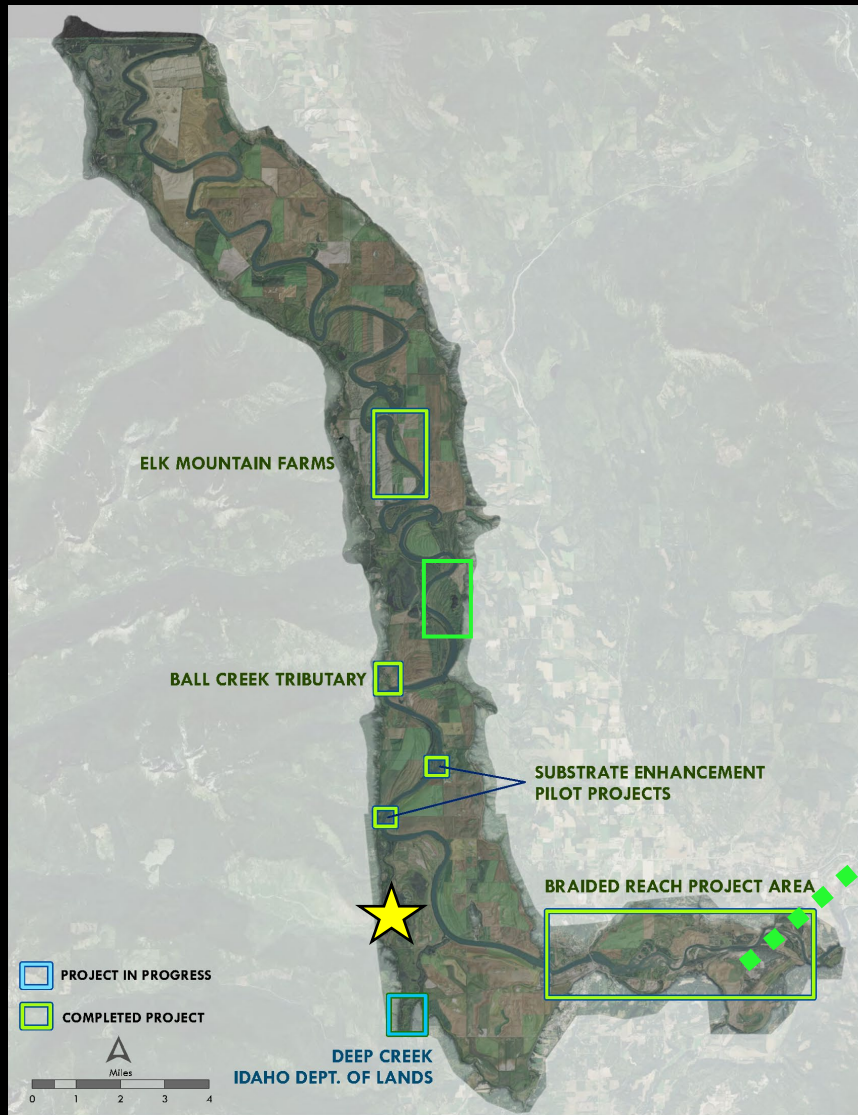 ELK MOUNTAIN FARMS
BALL CREEK TRIBUTARY
SUBSTRATE ENHANCEMENT
PILOT PROJECTS
BRAIDED REACH PROJECT AREA
PROJECT IN PROGRESS
COMPLETED PROJECT
DEEP CREEK
IDAHO DEPT. OF LANDS
Miles
0 1 2 3 4